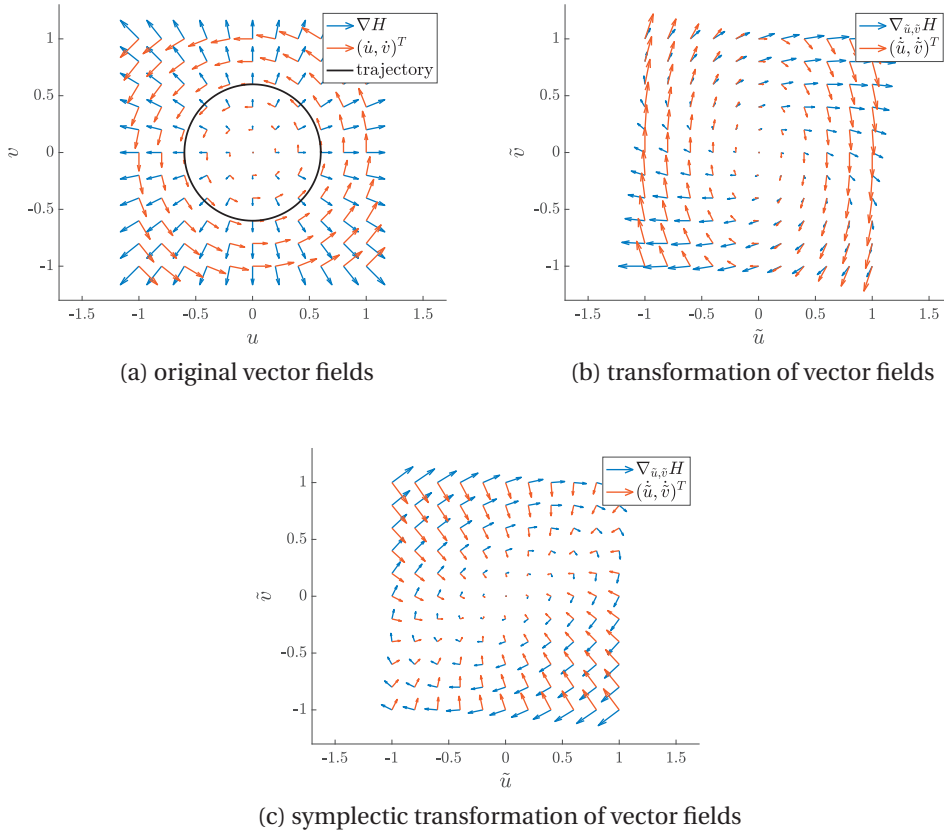 ∇H
(u̇, v̇)^T
trajectory
1
0.5
0
-0.5
-1
v
-1.5 -1 -0.5 0 0.5 1 1.5
u
(a) original vector fields
∇_{ũ,ṽ}H
(ũ̇, ṽ̇)^T
1
0.5
0
-0.5
-1
ṽ
-1.5 -1 -0.5 0 0.5 1 1.5
ũ
(b) transformation of vector fields
∇_{ũ,ṽ}H
(ũ̇, ṽ̇)^T
1
0.5
0
-0.5
-1
ṽ
-1.5 -1 -0.5 0 0.5 1 1.5
ũ
(c) symplectic transformation of vector fields